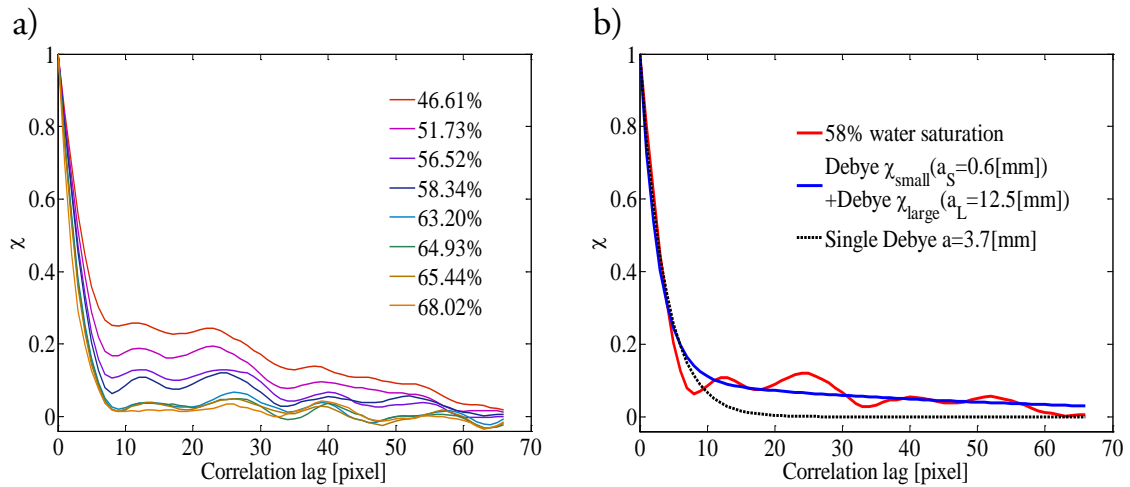 a)
1
0.8
0.6
0.4
0.2
0
χ
0 10 20 30 40 50 60 70
Correlation lag [pixel]
46.61%
51.73%
56.52%
58.34%
63.20%
64.93%
65.44%
68.02%
b)
1
0.8
0.6
0.4
0.2
0
χ
0 10 20 30 40 50 60 70
Correlation lag [pixel]
58% water saturation
Debye χsmall(aS=0.6[mm])
+Debye χlarge(aL=12.5[mm])
Single Debye a=3.7[mm]